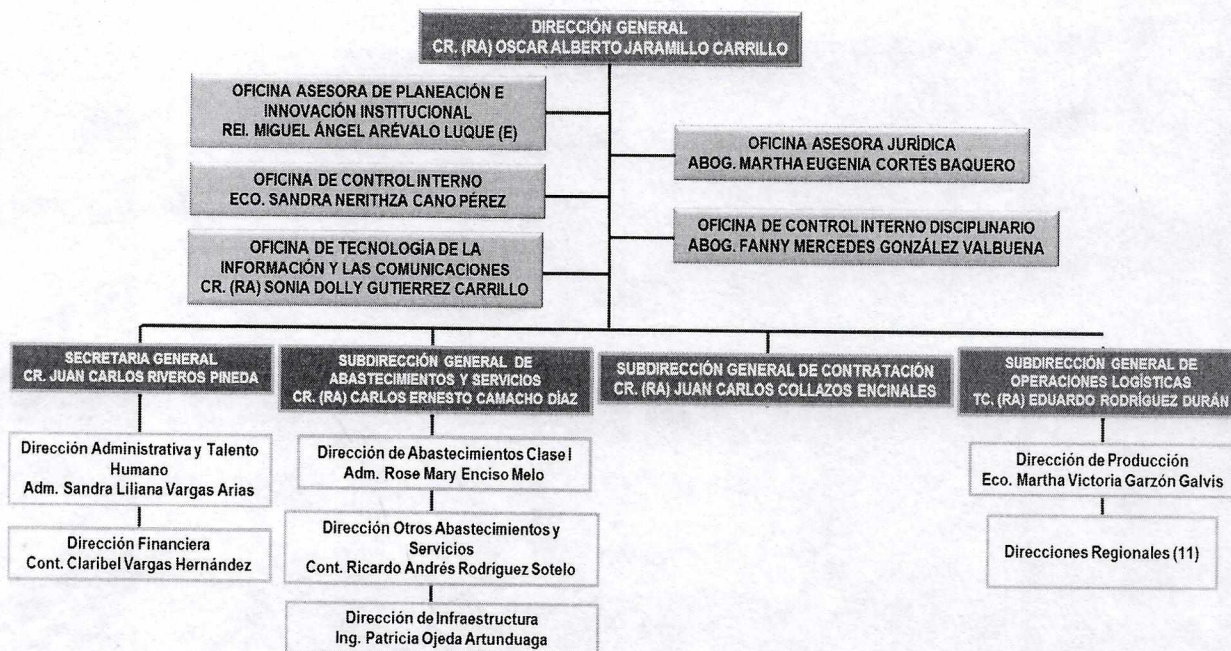 DIRECCIÓN GENERAL
CR. (RA) OSCAR ALBERTO JARAMILLO CARRILLO
OFICINA ASESORA DE PLANEACIÓN E
INNOVACIÓN INSTITUCIONAL
REI. MIGUEL ÁNGEL ARÉVALO LUQUE (E)
OFICINA ASESORA JURÍDICA
ABOG. MARTHA EUGENIA CORTÉS BAQUERO
OFICINA DE CONTROL INTERNO
ECO. SANDRA NERITHZA CANO PÉREZ
OFICINA DE CONTROL INTERNO DISCIPLINARIO
ABOG. FANNY MERCEDES GONZÁLEZ VALBUENA
OFICINA DE TECNOLOGÍA DE LA
INFORMACIÓN Y LAS COMUNICACIONES
CR. (RA) SONIA DOLLY GUTIERREZ CARRILLO
SECRETARIA GENERAL
CR. JUAN CARLOS RIVEROS PINEDA
SUBDIRECCIÓN GENERAL DE
ABASTECIMIENTOS Y SERVICIOS
CR. (RA) CARLOS ERNESTO CAMACHO DÍAZ
SUBDIRECCIÓN GENERAL DE CONTRATACIÓN
CR. (RA) JUAN CARLOS COLLAZOS ENCINALES
SUBDIRECCIÓN GENERAL DE
OPERACIONES LOGÍSTICAS
TC. (RA) EDUARDO RODRÍGUEZ DURÁN
Dirección Administrativa y Talento
Humano
Adm. Sandra Liliana Vargas Arias
Dirección Financiera
Cont. Claribel Vargas Hernández
Dirección de Abastecimientos Clase I
Adm. Rose Mary Enciso Melo
Dirección Otros Abastecimientos y
Servicios
Cont. Ricardo Andrés Rodríguez Sotelo
Dirección de Infraestructura
Ing. Patricia Ojeda Artunduaga
Dirección de Producción
Eco. Martha Victoria Garzón Galvis
Direcciones Regionales (11)